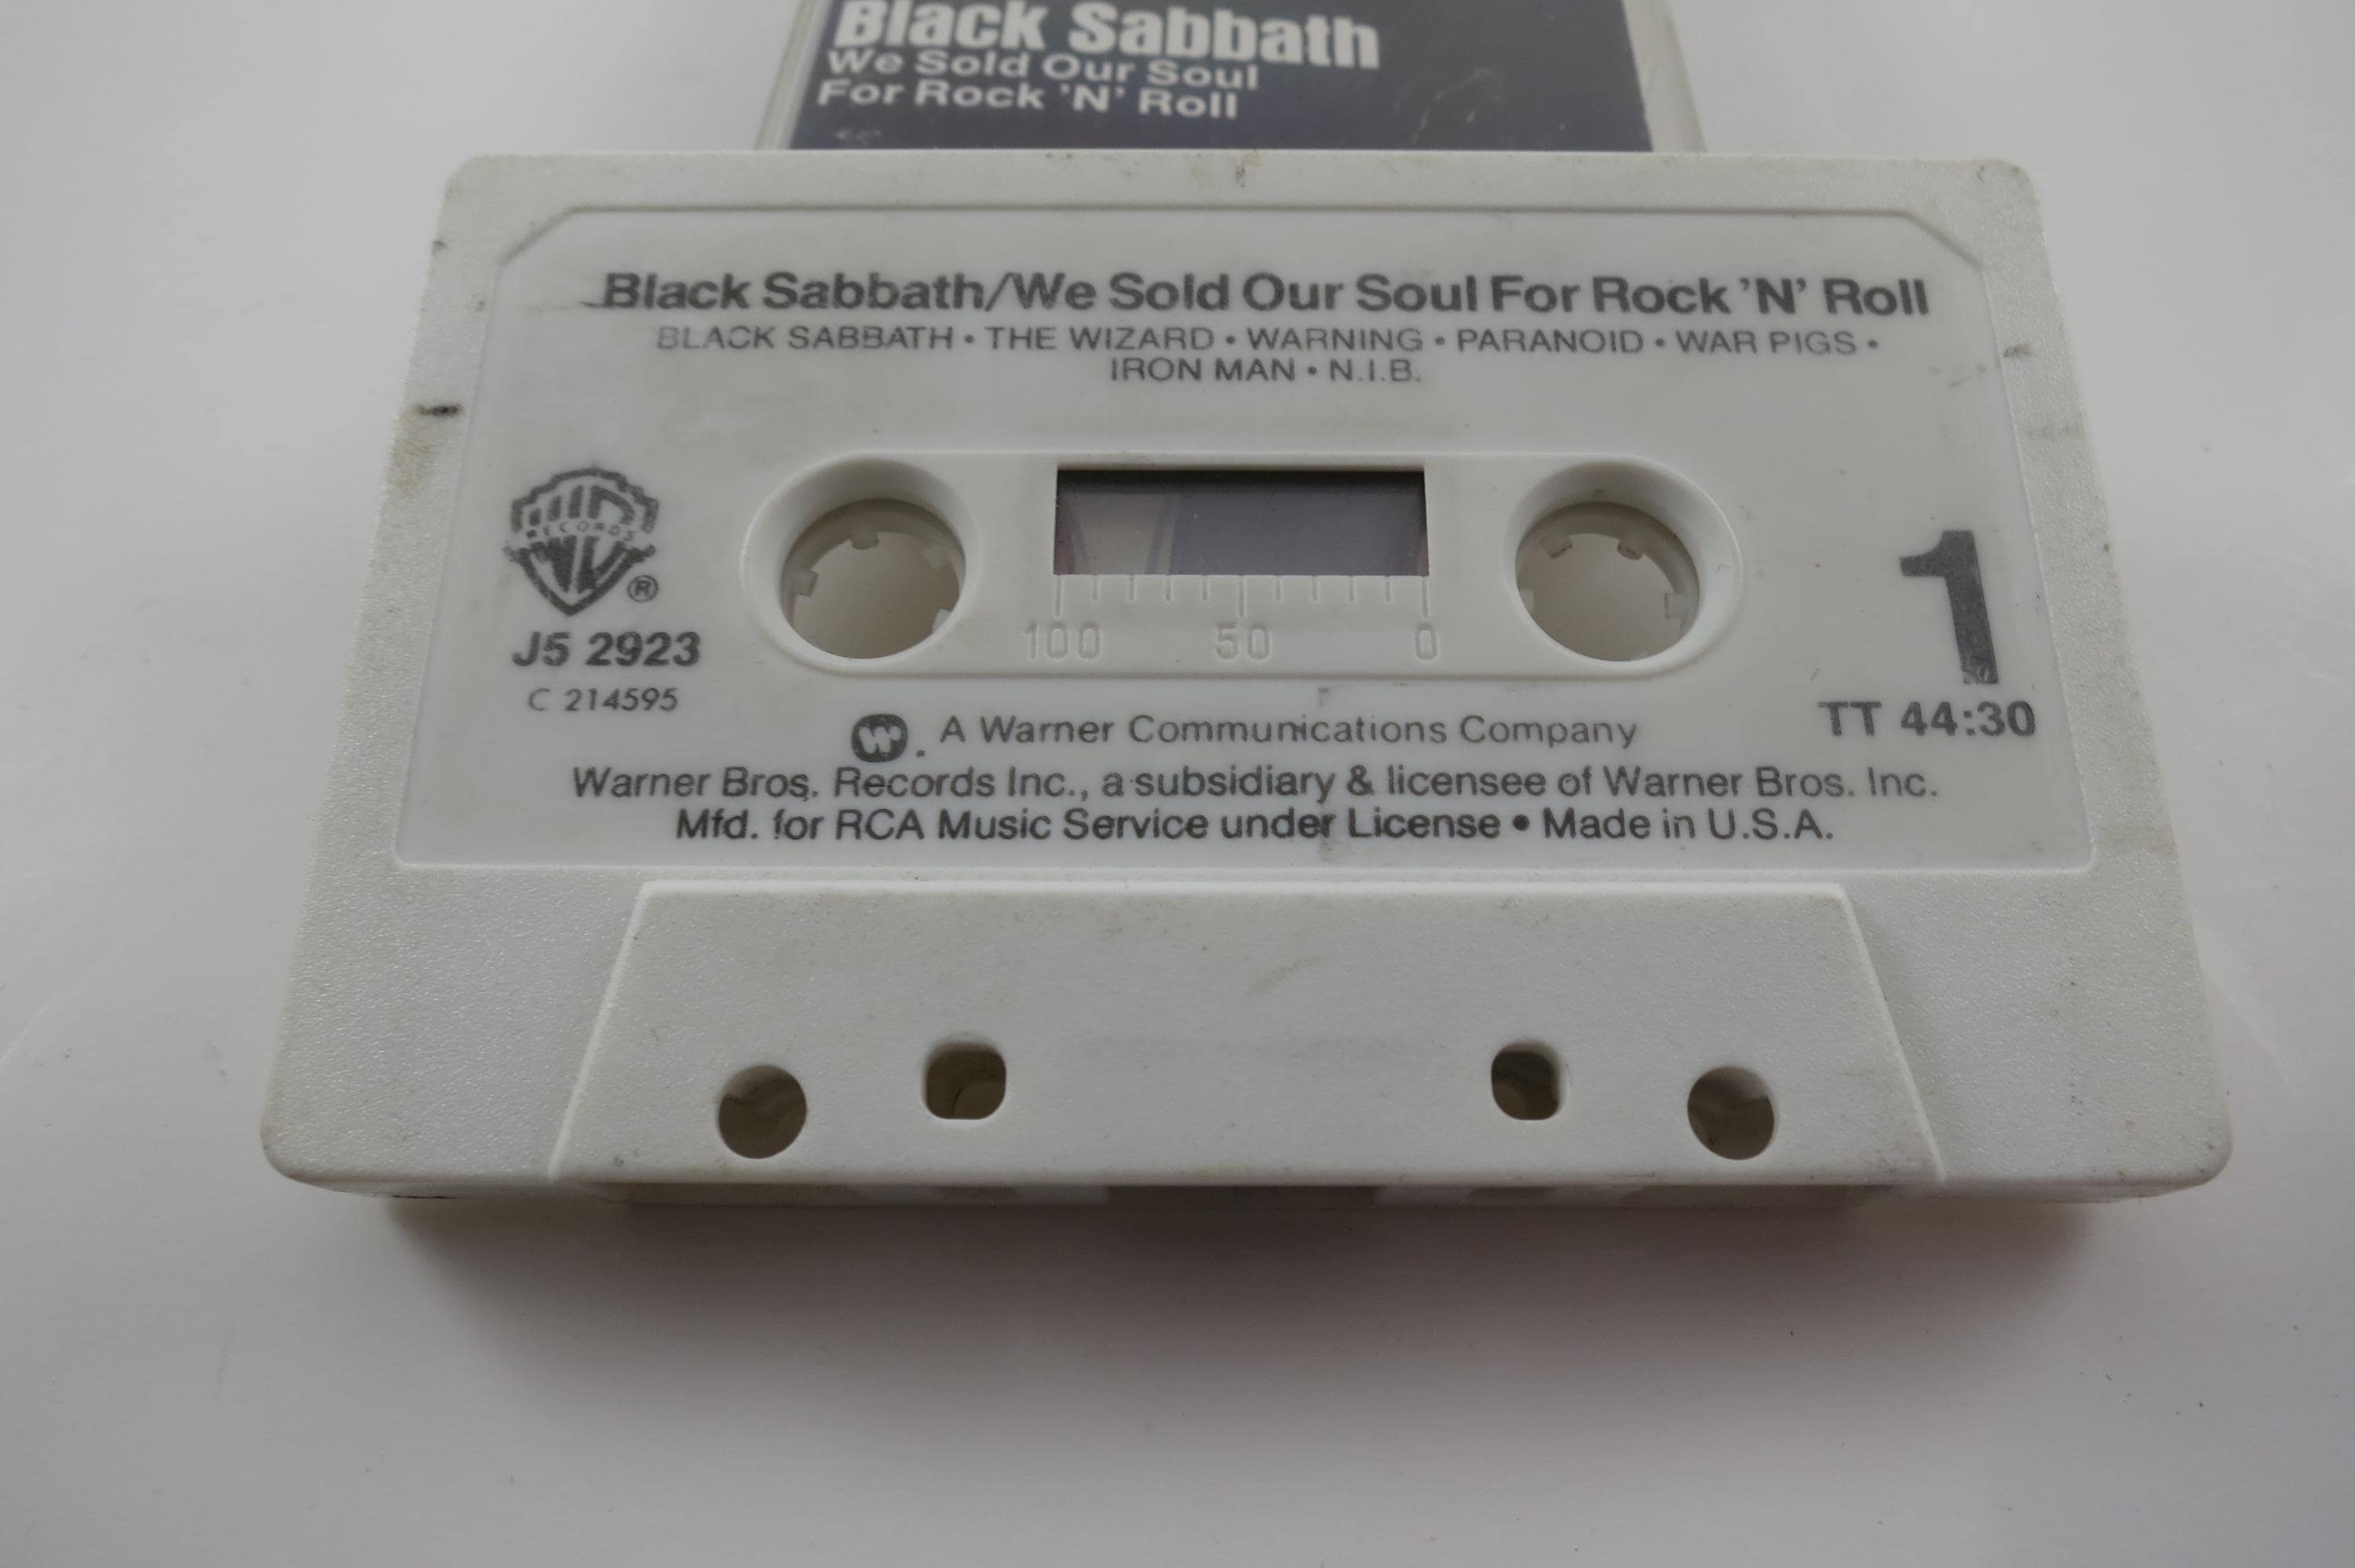 Black Sabbath
We Sold Our Soul
For Rock 'N' Roll
Black Sabbath/We Sold Our Soul For Rock 'N' Roll
BLACK SABBATH • THE WIZARD • WARNING • PARANOID • WAR PIGS •
IRON MAN • N.I.B.
RECORDS
®
J5 2923
C 214595
100 50 0
1
TT 44:30
W. A Warner Communications Company
Warner Bros. Records Inc., a subsidiary & licensee of Warner Bros. Inc.
Mfd. for RCA Music Service under License • Made in U.S.A.